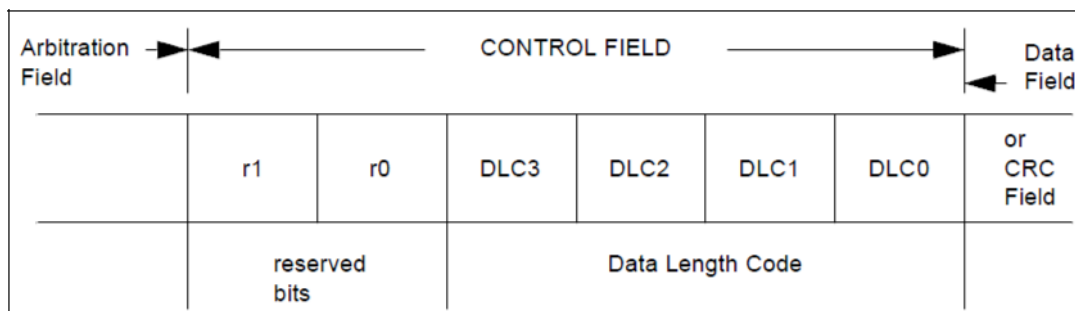 Arbitration
Field
CONTROL FIELD
Data
Field
r1
r0
DLC3
DLC2
DLC1
DLC0
or
CRC
Field
reserved
bits
Data Length Code